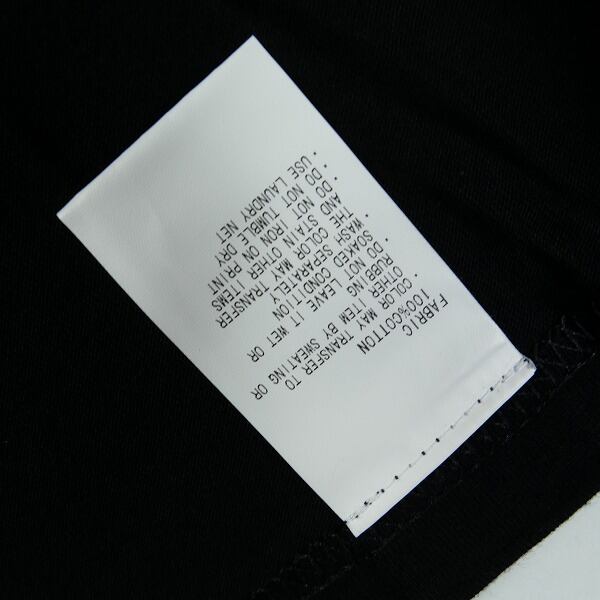 FABRIC
100%COTTON
・COLOR MAY TRANSFER TO
OTHER ITEM BY SWEATING OR
RUBBING
・DO NOT LEAVE IT WET OR
SOAKED CONDITION
・WASH SEPARATELY
THE COLOR MAY TRANSFER
AND STAIN OTHER ITEMS
・DO NOT IRON ON PRINT
・DO NOT TUMBLE DRY
・USE LAUNDRY NET